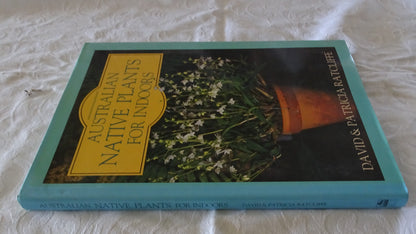 AUSTRALIAN
NATIVE PLANTS
FOR INDOORS
DAVID & PATRICIA RATCLIFFE
AUSTRALIAN NATIVE PLANTS FOR INDOORS DAVID & PATRICIA RATCLIFFE